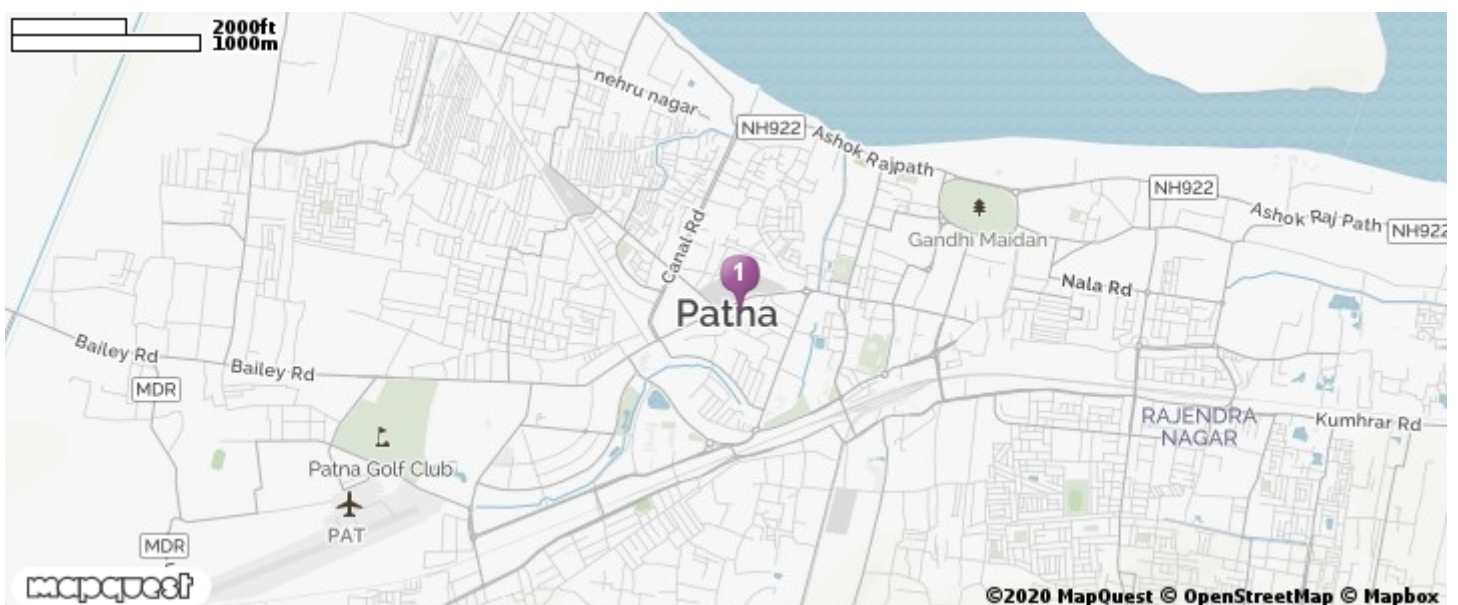 2000ft
1000m
nehru nagar
NH922
Ashok Rajpath
NH922
Ashok Raj Path
NH922
Gandhi Maidan
Canal Rd
1
Nala Rd
Patna
Bailey Rd
Bailey Rd
MDR
RAJENDRA
NAGAR
Kumhrar Rd
Patna Golf Club
PAT
MDR
mapquest
©2020 MapQuest © OpenStreetMap © Mapbox